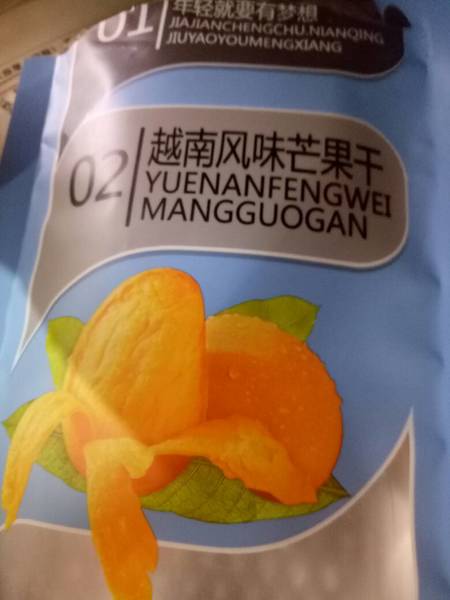 01
年轻就要有梦想
JIAJIANCHENGCHU.NIANQING
JIUYAOYOUMENGXIANG
02
越南风味芒果干
YUENANFENGWEI
MANGGUOGAN